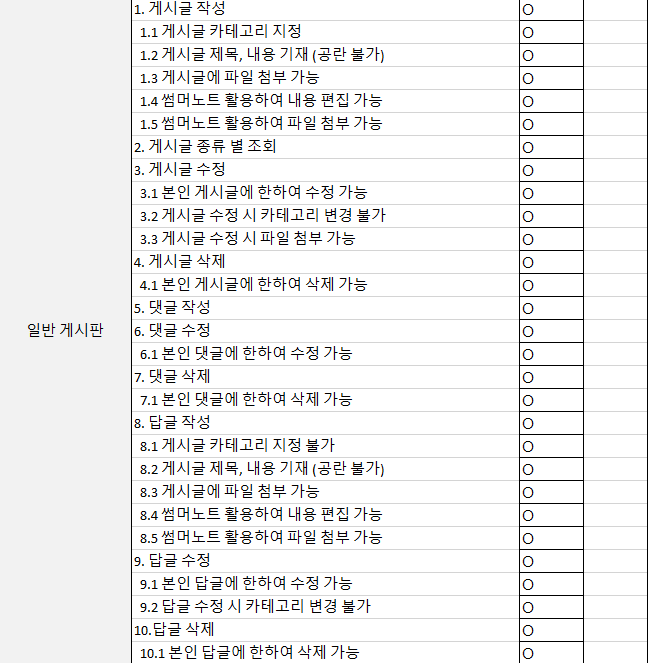 1. 게시글 작성 O
1.1 게시글 카테고리 지정 O
1.2 게시글 제목, 내용 기재 (공란 불가) O
1.3 게시글에 파일 첨부 가능 O
1.4 썸머노트 활용하여 내용 편집 가능 O
1.5 썸머노트 활용하여 파일 첨부 가능 O
2. 게시글 종류 별 조회 O
3. 게시글 수정 O
3.1 본인 게시글에 한하여 수정 가능 O
3.2 게시글 수정 시 카테고리 변경 불가 O
3.3 게시글 수정 시 파일 첨부 가능 O
4. 게시글 삭제 O
4.1 본인 게시글에 한하여 삭제 가능 O
5. 댓글 작성 O
일반 게시판 6. 댓글 수정 O
6.1 본인 댓글에 한하여 수정 가능 O
7. 댓글 삭제 O
7.1 본인 댓글에 한하여 삭제 가능 O
8. 답글 작성 O
8.1 게시글 카테고리 지정 불가 O
8.2 게시글 제목, 내용 기재 (공란 불가) O
8.3 게시글에 파일 첨부 가능 O
8.4 썸머노트 활용하여 내용 편집 가능 O
8.5 썸머노트 활용하여 파일 첨부 가능 O
9. 답글 수정 O
9.1 본인 답글에 한하여 수정 가능 O
9.2 답글 수정 시 카테고리 변경 불가 O
10.답글 삭제 O
10.1 본인 답글에 한하여 삭제 가능 O